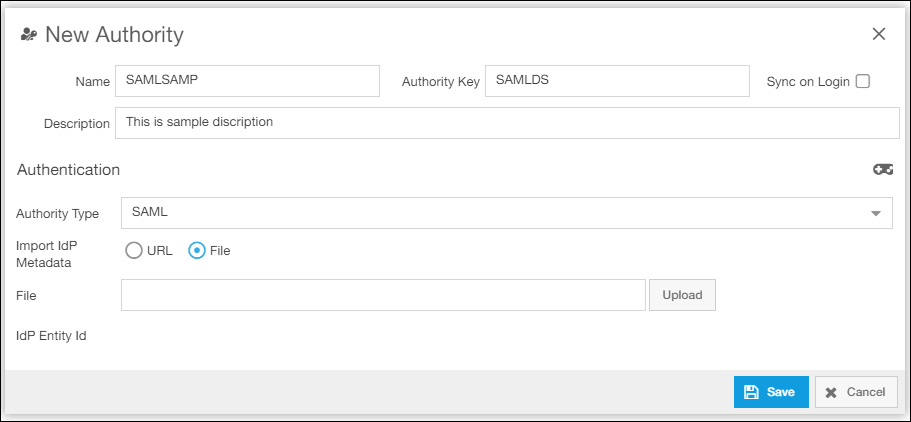 New Authority
Name SAMLSAMP Authority Key SAMLDS Sync on Login
Description This is sample discription
Authentication
Authority Type SAML
Import IdP
Metadata
URL File
File Upload
IdP Entity Id
Save Cancel